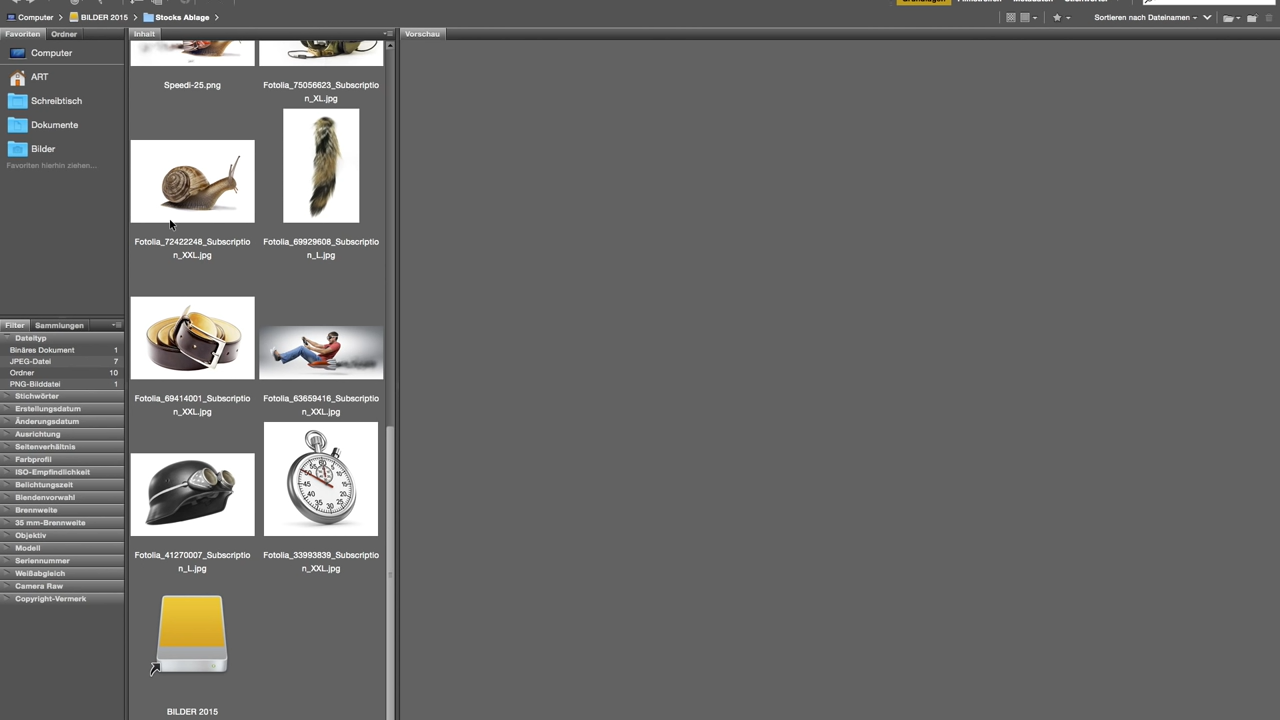 Computer BILDER 2015 Stocks Ablage
Sortieren nach Dateinamen
Favoriten Ordner
Inhalt
Vorschau
Computer
ART
Schreibtisch
Dokumente
Bilder
Favoriten hierhin ziehen...
Filter Sammlungen
Dateityp
Binäres Dokument 1
JPEG-Datei 7
Ordner 10
PNG-Bilddatei 1
Stichwörter
Erstellungsdatum
Änderungsdatum
Ausrichtung
Seitenverhältnis
Farbprofil
ISO-Empfindlichkeit
Belichtungszeit
Blendenvorwahl
Brennweite
35 mm-Brennweite
Objektiv
Modell
Seriennummer
Weißabgleich
Camera Raw
Copyright-Vermerk
Speedi-25.png
Fotolia_75056623_Subscriptio
n_XL.jpg
Fotolia_72422248_Subscriptio
n_XXL.jpg
Fotolia_69929608_Subscriptio
n_L.jpg
Fotolia_69414001_Subscriptio
n_XXL.jpg
Fotolia_63659416_Subscriptio
n_XXL.jpg
Fotolia_41270007_Subscriptio
n_L.jpg
Fotolia_33993839_Subscriptio
n_XXL.jpg
BILDER 2015